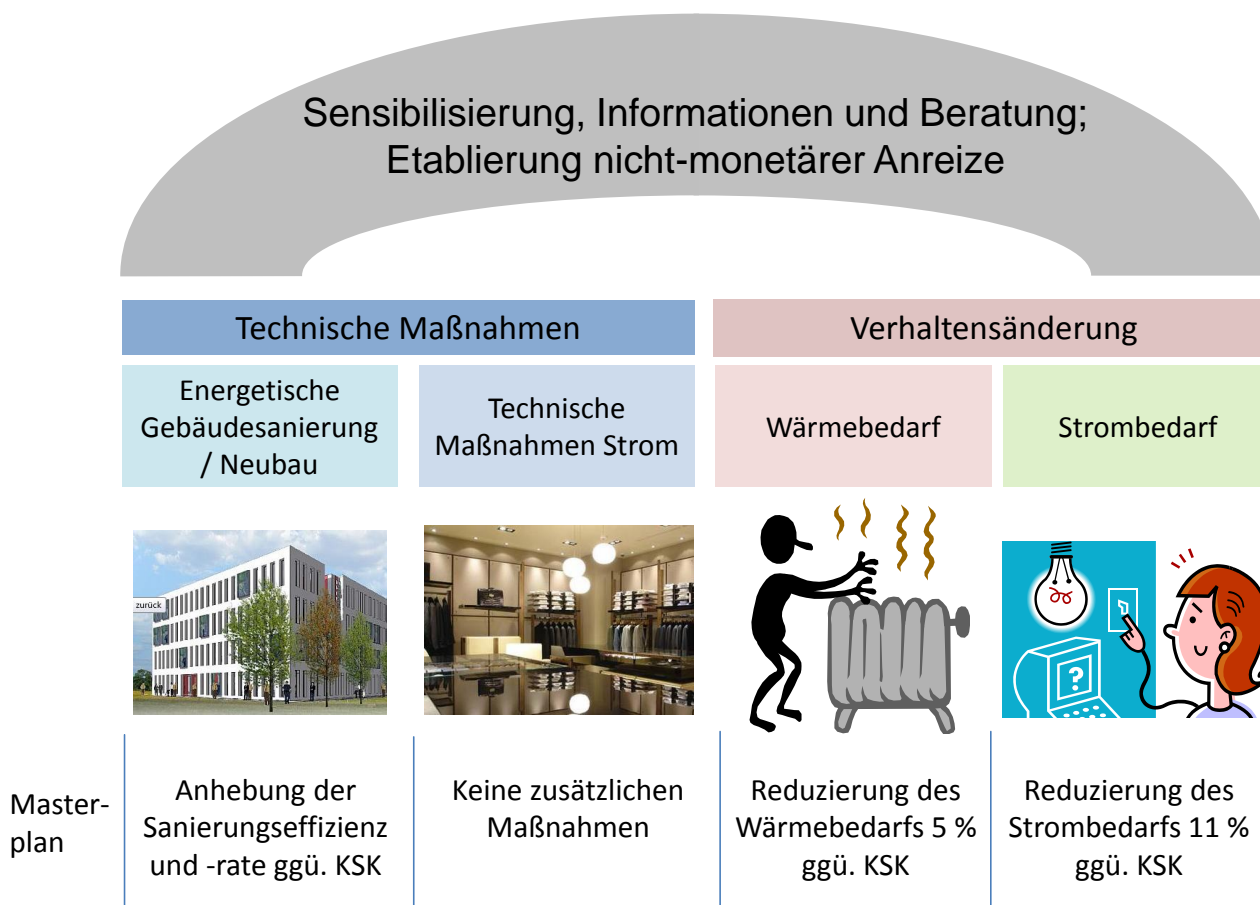 Sensibilisierung, Informationen und Beratung;
Etablierung nicht-monetärer Anreize
Technische Maßnahmen
Verhaltensänderung
Energetische
Gebäudesanierung
/ Neubau
Technische
Maßnahmen Strom
Wärmebedarf
Strombedarf
zurück
?
Master-
plan
Anhebung der
Sanierungseffizienz
und -rate ggü. KSK
Keine zusätzlichen
Maßnahmen
Reduzierung des
Wärmebedarfs 5 %
ggü. KSK
Reduzierung des
Strombedarfs 11 %
ggü. KSK